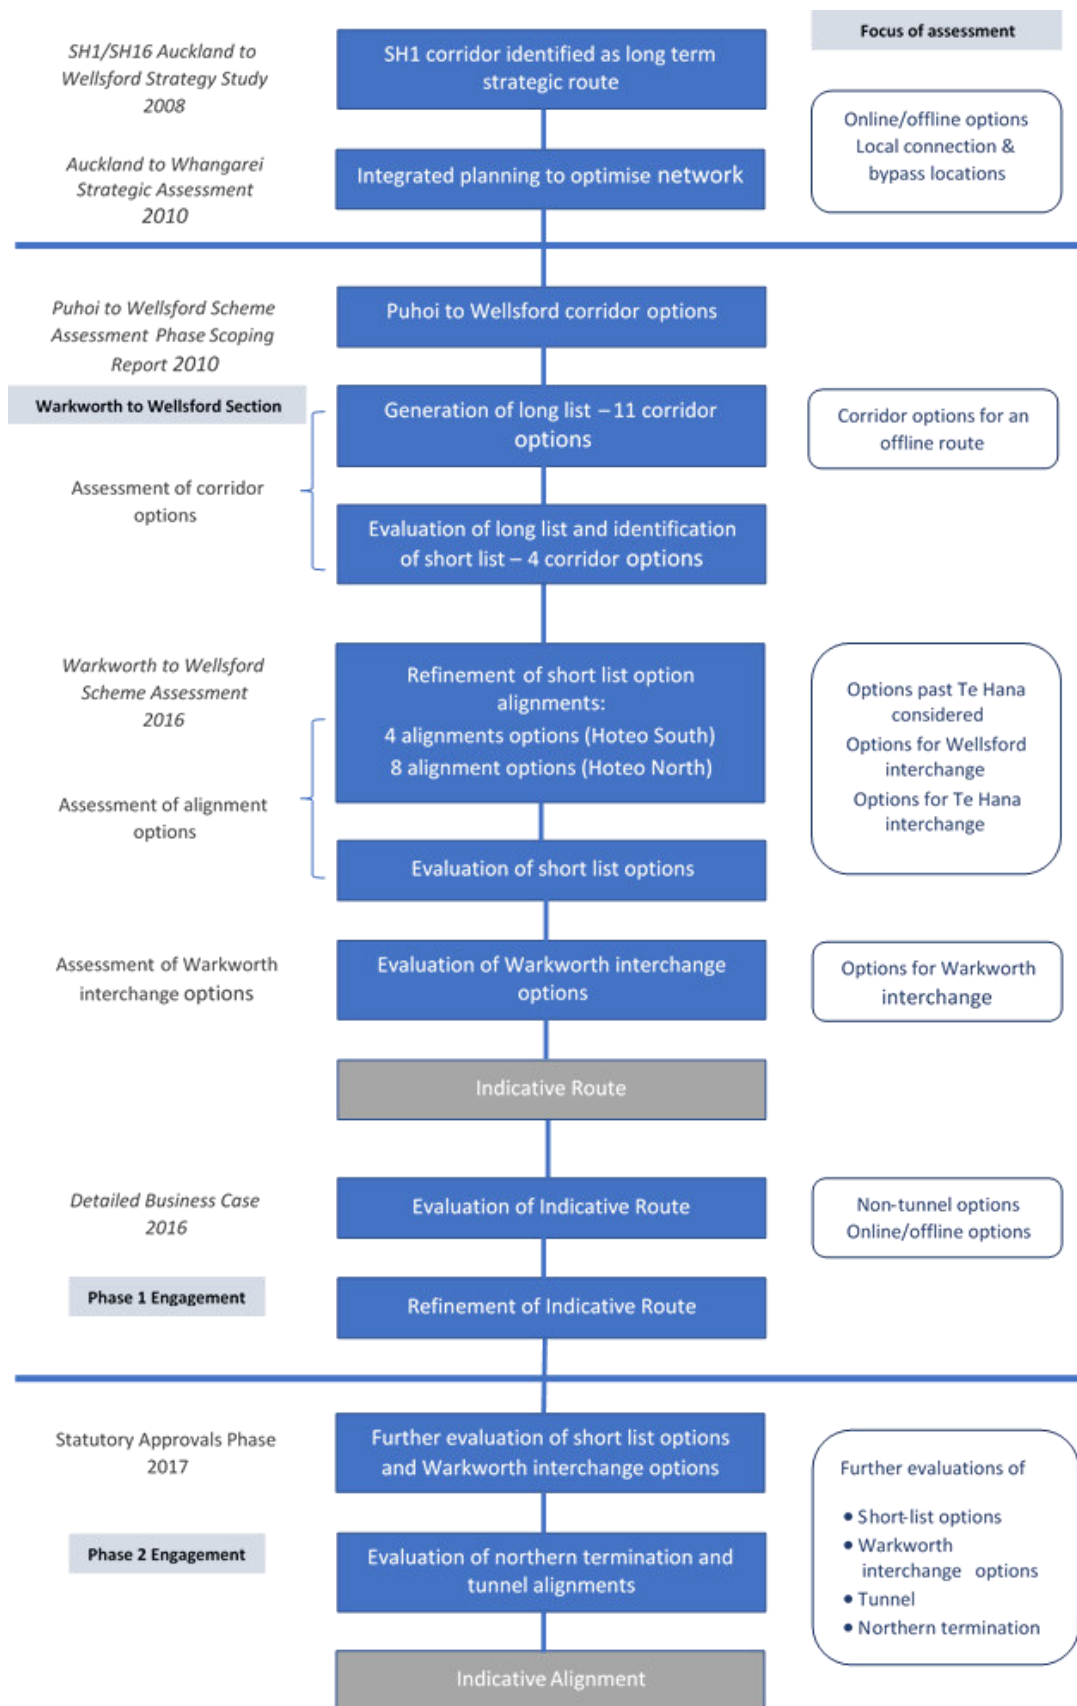 Focus of assessment
SH1/SH16 Auckland to
Wellsford Strategy Study
2008
SH1 corridor identified as long term
strategic route
Online/offline options
Local connection &
bypass locations
Auckland to Whangarei
Strategic Assessment
2010
Integrated planning to optimise network
Puhoi to Wellsford Scheme
Assessment Phase Scoping
Report 2010
Puhoi to Wellsford corridor options
Warkworth to Wellsford Section
Generation of long list – 11 corridor
options
Corridor options for an
offline route
Assessment of corridor
options
Evaluation of long list and identification
of short list – 4 corridor options
Warkworth to Wellsford
Scheme Assessment
2016
Refinement of short list option
alignments:
4 alignments options (Hoteo South)
8 alignment options (Hoteo North)
Options past Te Hana
considered
Options for Wellsford
interchange
Options for Te Hana
interchange
Assessment of alignment
options
Evaluation of short list options
Assessment of Warkworth
interchange options
Evaluation of Warkworth interchange
options
Options for Warkworth
interchange
Indicative Route
Detailed Business Case
2016
Evaluation of Indicative Route
Non-tunnel options
Online/offline options
Phase 1 Engagement
Refinement of Indicative Route
Statutory Approvals Phase
2017
Further evaluation of short list options
and Warkworth interchange options
Further evaluations of
• Short-list options
• Warkworth
interchange options
• Tunnel
• Northern termination
Phase 2 Engagement
Evaluation of northern termination and
tunnel alignments
Indicative Alignment